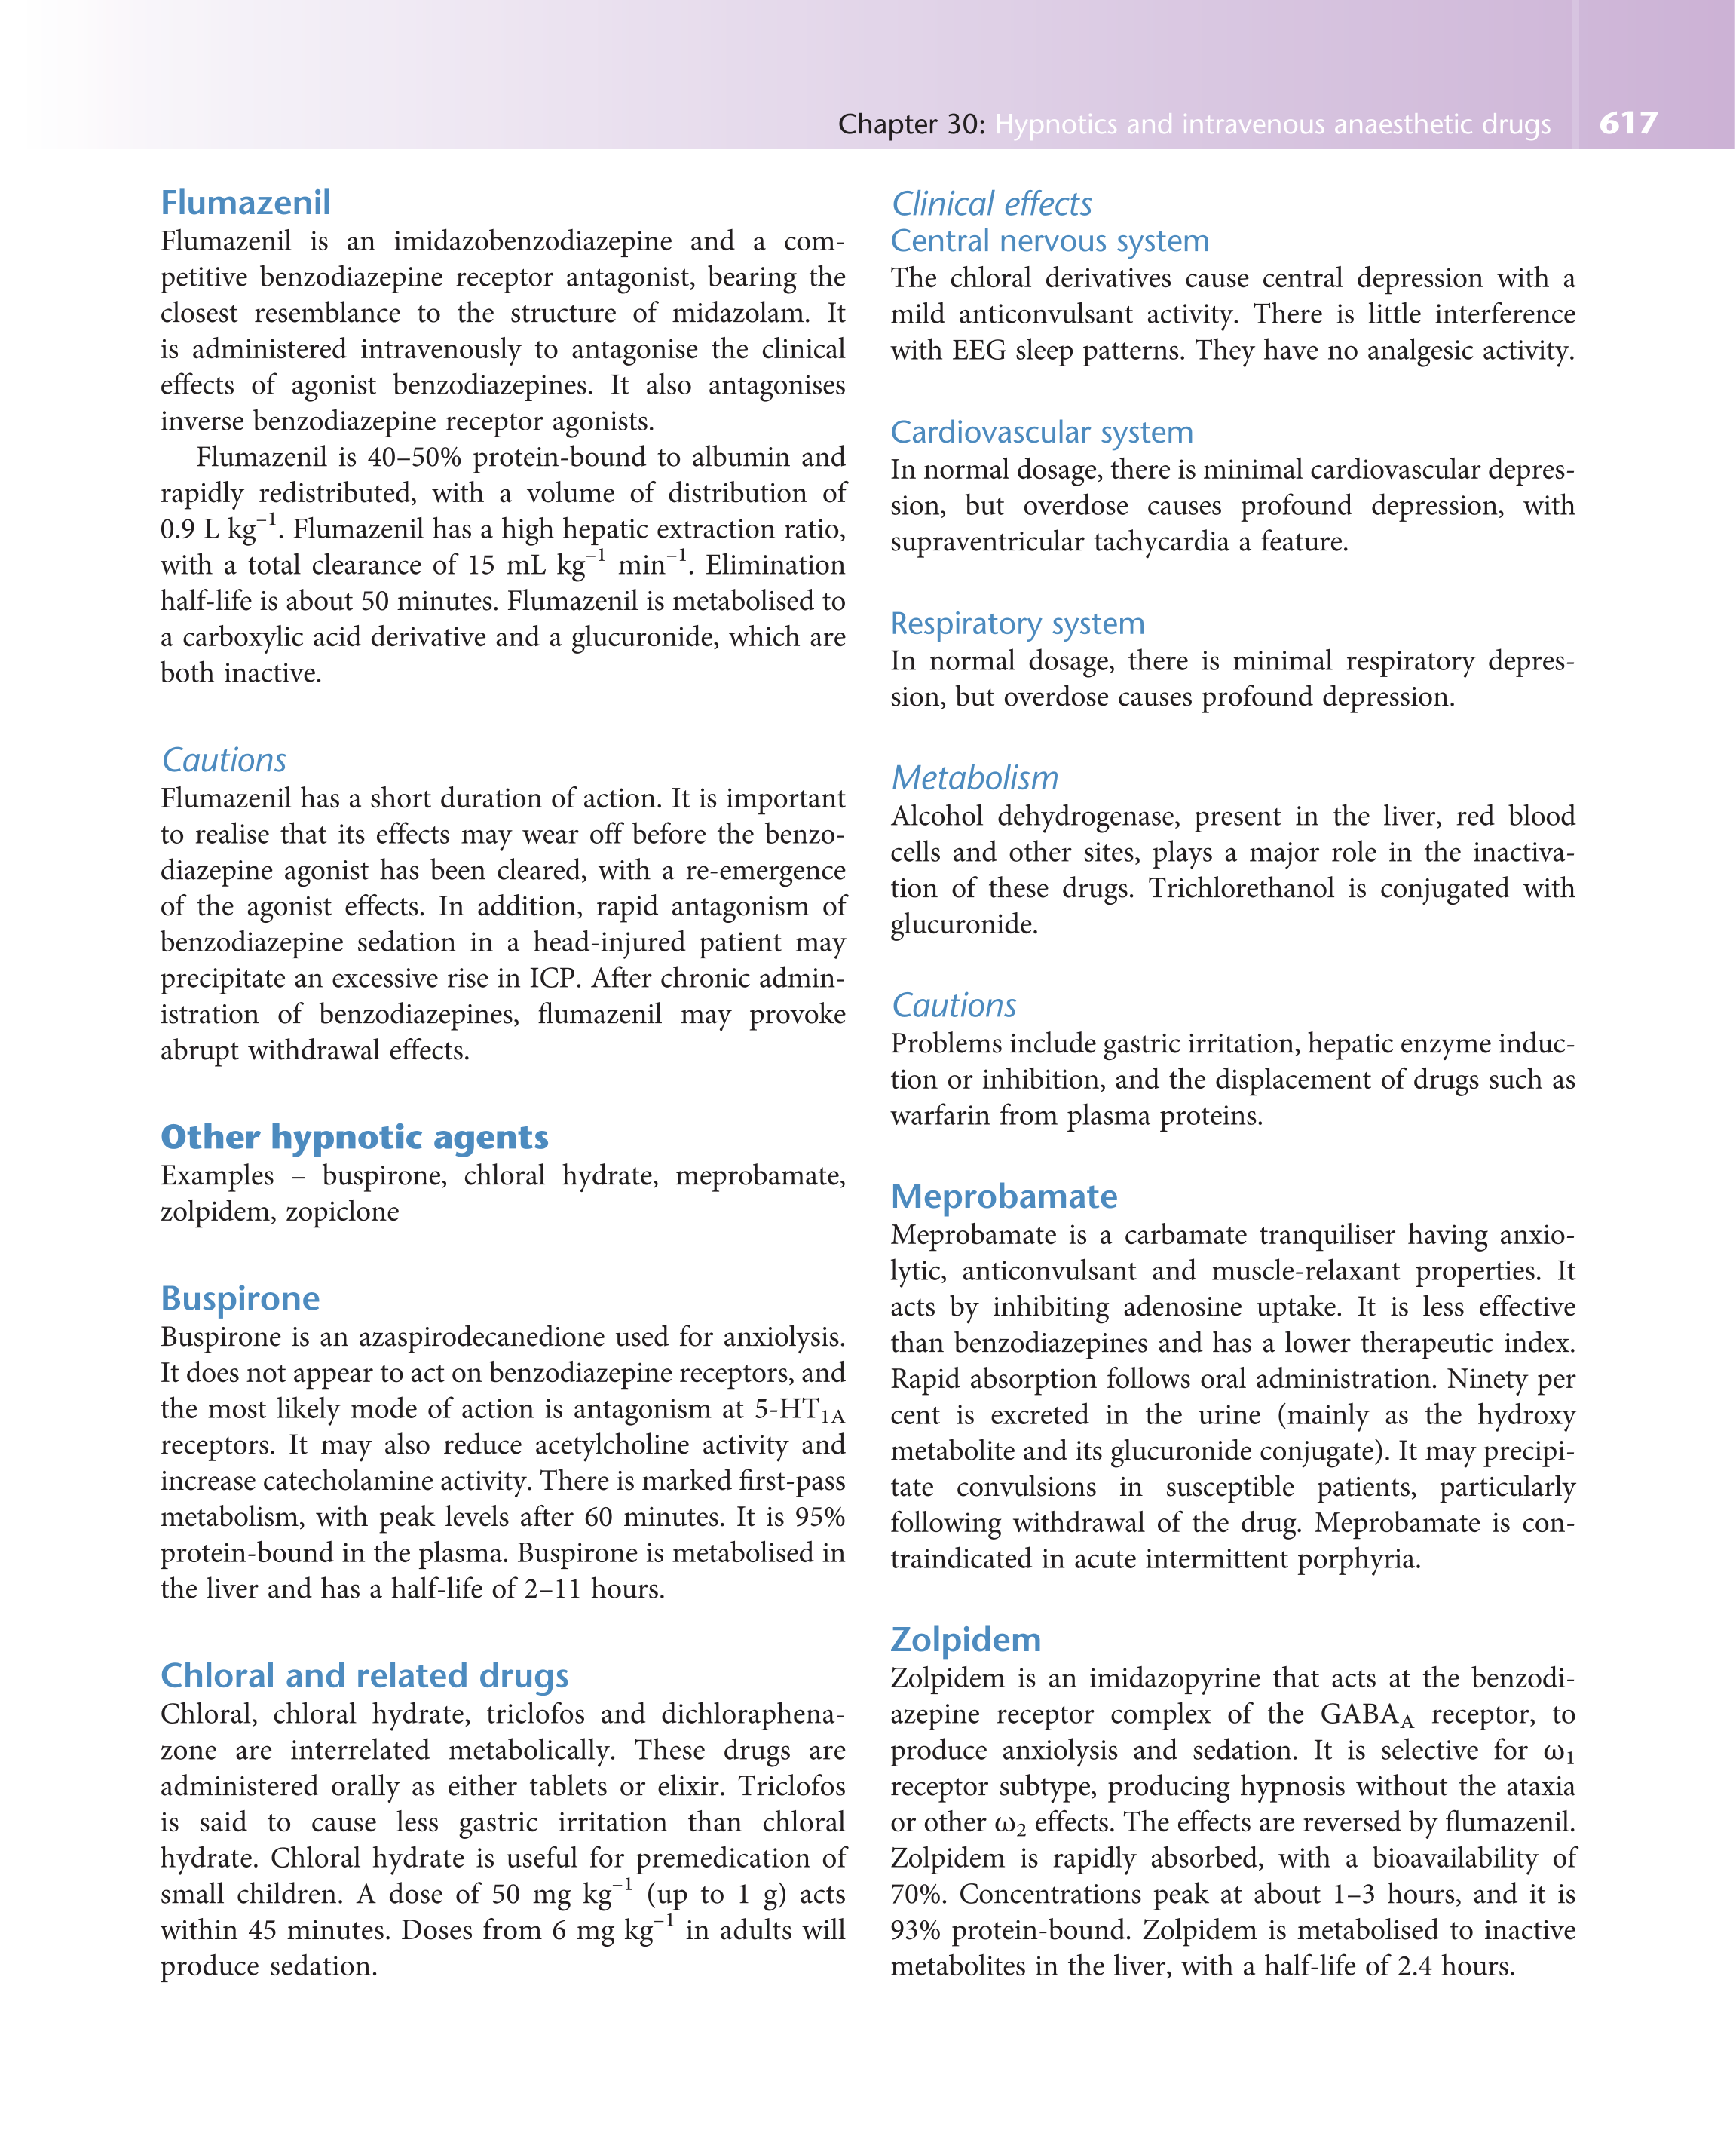 Chapter 30: Hypnotics and intravenous anaesthetic drugs 617
Flumazenil
Flumazenil is an imidazobenzodiazepine and a com-
petitive benzodiazepine receptor antagonist, bearing the
closest resemblance to the structure of midazolam. It
is administered intravenously to antagonise the clinical
effects of agonist benzodiazepines. It also antagonises
inverse benzodiazepine receptor agonists.
Flumazenil is 40–50% protein-bound to albumin and
rapidly redistributed, with a volume of distribution of
0.9 L kg⁻¹. Flumazenil has a high hepatic extraction ratio,
with a total clearance of 15 mL kg⁻¹ min⁻¹. Elimination
half-life is about 50 minutes. Flumazenil is metabolised to
a carboxylic acid derivative and a glucuronide, which are
both inactive.
Cautions
Flumazenil has a short duration of action. It is important
to realise that its effects may wear off before the benzo-
diazepine agonist has been cleared, with a re-emergence
of the agonist effects. In addition, rapid antagonism of
benzodiazepine sedation in a head-injured patient may
precipitate an excessive rise in ICP. After chronic admin-
istration of benzodiazepines, flumazenil may provoke
abrupt withdrawal effects.
Other hypnotic agents
Examples – buspirone, chloral hydrate, meprobamate,
zolpidem, zopiclone
Buspirone
Buspirone is an azaspirodecanedione used for anxiolysis.
It does not appear to act on benzodiazepine receptors, and
the most likely mode of action is antagonism at 5-HT₁A
receptors. It may also reduce acetylcholine activity and
increase catecholamine activity. There is marked first-pass
metabolism, with peak levels after 60 minutes. It is 95%
protein-bound in the plasma. Buspirone is metabolised in
the liver and has a half-life of 2–11 hours.
Chloral and related drugs
Chloral, chloral hydrate, triclofos and dichloraphena-
zone are interrelated metabolically. These drugs are
administered orally as either tablets or elixir. Triclofos
is said to cause less gastric irritation than chloral
hydrate. Chloral hydrate is useful for premedication of
small children. A dose of 50 mg kg⁻¹ (up to 1 g) acts
within 45 minutes. Doses from 6 mg kg⁻¹ in adults will
produce sedation.
Clinical effects
Central nervous system
The chloral derivatives cause central depression with a
mild anticonvulsant activity. There is little interference
with EEG sleep patterns. They have no analgesic activity.
Cardiovascular system
In normal dosage, there is minimal cardiovascular depres-
sion, but overdose causes profound depression, with
supraventricular tachycardia a feature.
Respiratory system
In normal dosage, there is minimal respiratory depres-
sion, but overdose causes profound depression.
Metabolism
Alcohol dehydrogenase, present in the liver, red blood
cells and other sites, plays a major role in the inactiva-
tion of these drugs. Trichlorethanol is conjugated with
glucuronide.
Cautions
Problems include gastric irritation, hepatic enzyme induc-
tion or inhibition, and the displacement of drugs such as
warfarin from plasma proteins.
Meprobamate
Meprobamate is a carbamate tranquiliser having anxio-
lytic, anticonvulsant and muscle-relaxant properties. It
acts by inhibiting adenosine uptake. It is less effective
than benzodiazepines and has a lower therapeutic index.
Rapid absorption follows oral administration. Ninety per
cent is excreted in the urine (mainly as the hydroxy
metabolite and its glucuronide conjugate). It may precipi-
tate convulsions in susceptible patients, particularly
following withdrawal of the drug. Meprobamate is con-
traindicated in acute intermittent porphyria.
Zolpidem
Zolpidem is an imidazopyrine that acts at the benzodi-
azepine receptor complex of the GABA_A receptor, to
produce anxiolysis and sedation. It is selective for ω₁
receptor subtype, producing hypnosis without the ataxia
or other ω₂ effects. The effects are reversed by flumazenil.
Zolpidem is rapidly absorbed, with a bioavailability of
70%. Concentrations peak at about 1–3 hours, and it is
93% protein-bound. Zolpidem is metabolised to inactive
metabolites in the liver, with a half-life of 2.4 hours.